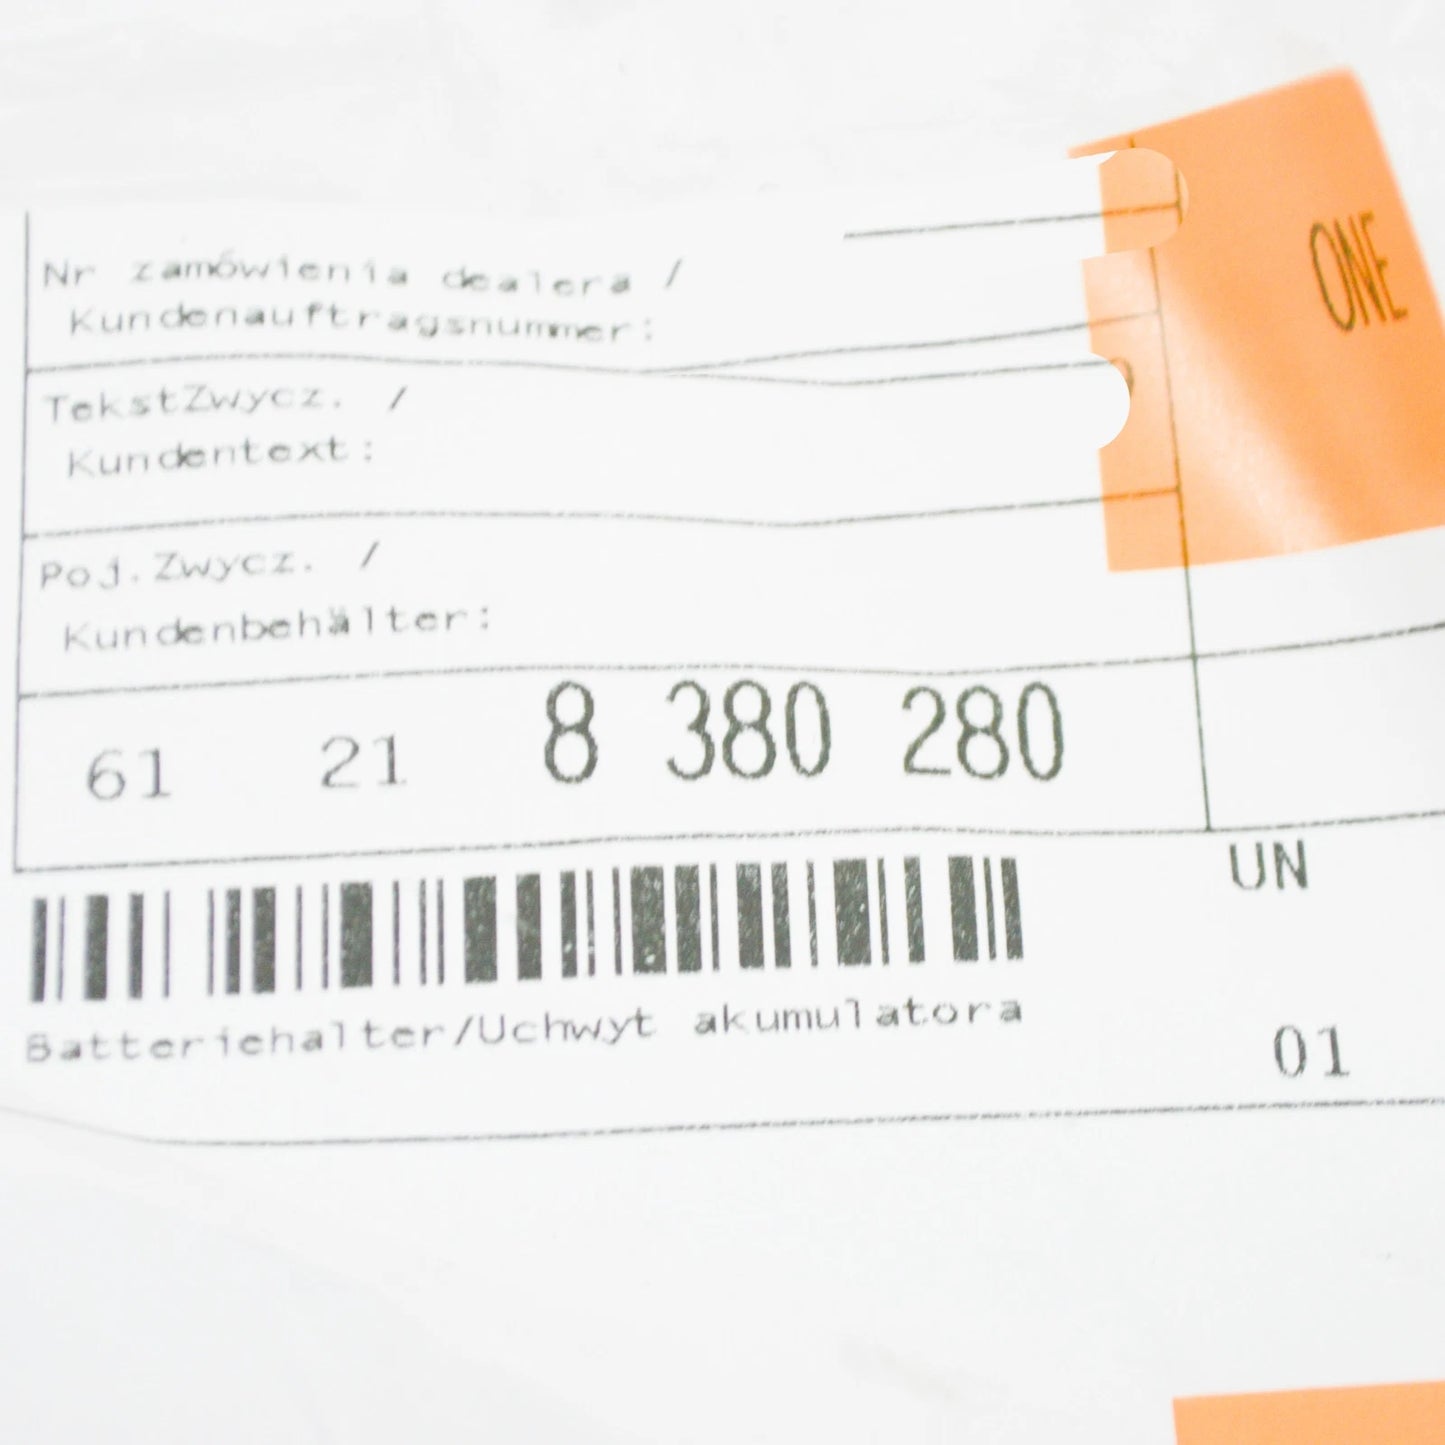 ONE
Nr zamówienia dealera /
Kundenauftragsnummer:
TekstZwycz. /
Kundentext:
Poj.Zwycz. /
Kundenbehälter:
61 21 8 380 280
UN
Batteriehalter/Uchwyt akumulatora
01